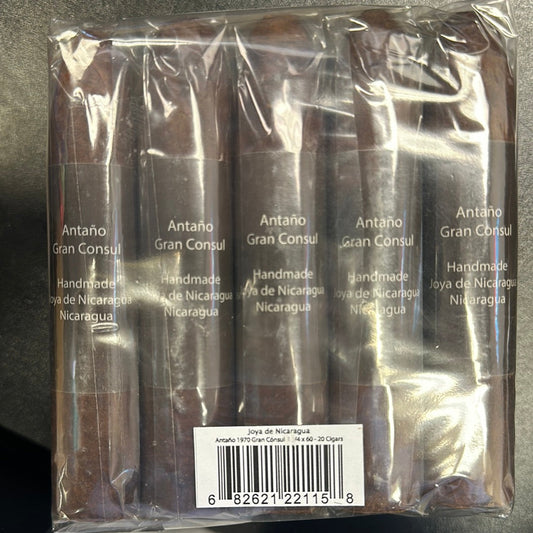 Antaño
Gran Consul
Handmade
Joya de Nicaragua
Nicaragua
Antaño
Gran Consul
Handmade
de Nicaragua
Nicaragua
Antaño
Gran Consul
Handmade
Joya de Nicaragua
Nicaragua
Antaño
Gran Consul
Handmade
Joya de Nicaragua
Nicaragua
Antaño
Gran Consul
Handmade
Joya de Nicaragua
Nicaragua
Joya de Nicaragua
Antaño 1970 Gran Cónsul /4 x 60 - 20 Cigars
6 82621 22115 8